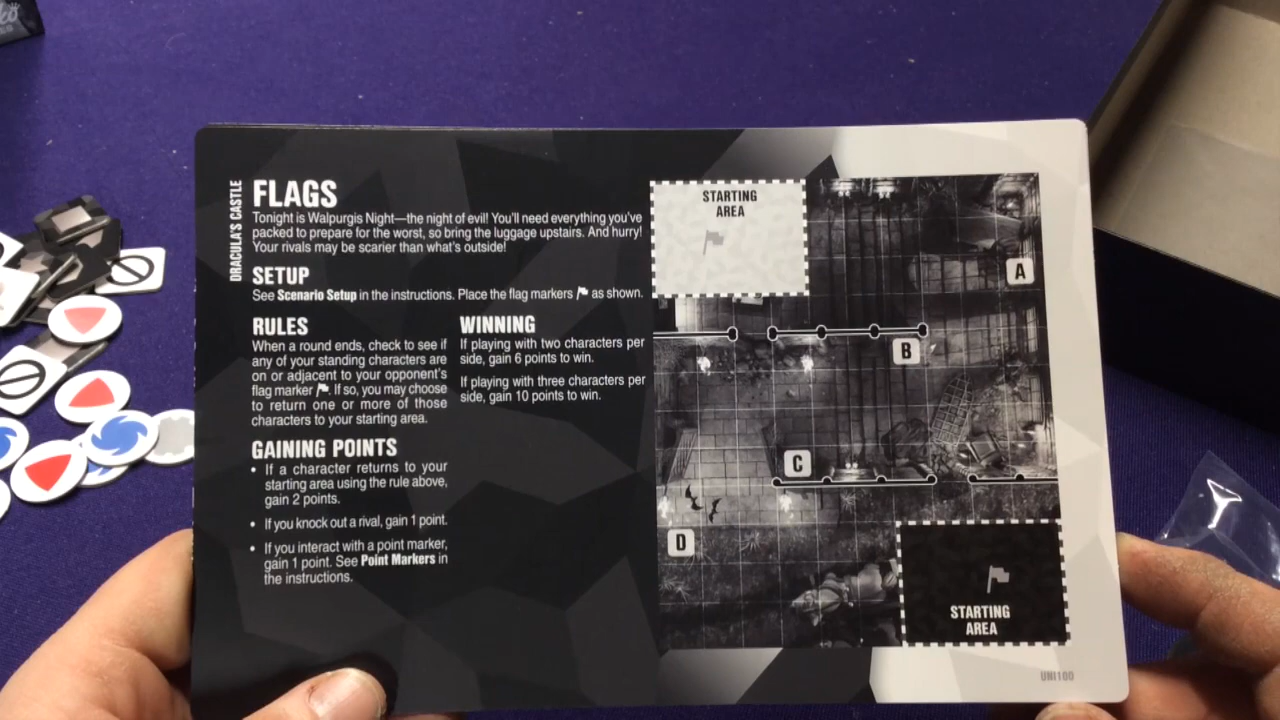 DRACULA'S CASTLE
FLAGS
Tonight is Walpurgis Night—the night of evil! You'll need everything you've
packed to prepare for the worst, so bring the luggage upstairs. And hurry!
Your rivals may be scarier than what's outside!
SETUP
See Scenario Setup in the instructions. Place the flag markers as shown.
RULES
When a round ends, check to see if
any of your standing characters are
on or adjacent to your opponent's
flag marker . If so, you may choose
to return one or more of those
characters to your starting area.
GAINING POINTS
• If a character returns to your
starting area using the rule above,
gain 2 points.
• If you knock out a rival, gain 1 point.
• If you interact with a point marker,
gain 1 point. See Point Markers in
the instructions.
WINNING
If playing with two characters per
side, gain 6 points to win.
If playing with three characters per
side, gain 10 points to win.
STARTING
AREA
A
B
C
D
STARTING
AREA
UNI100